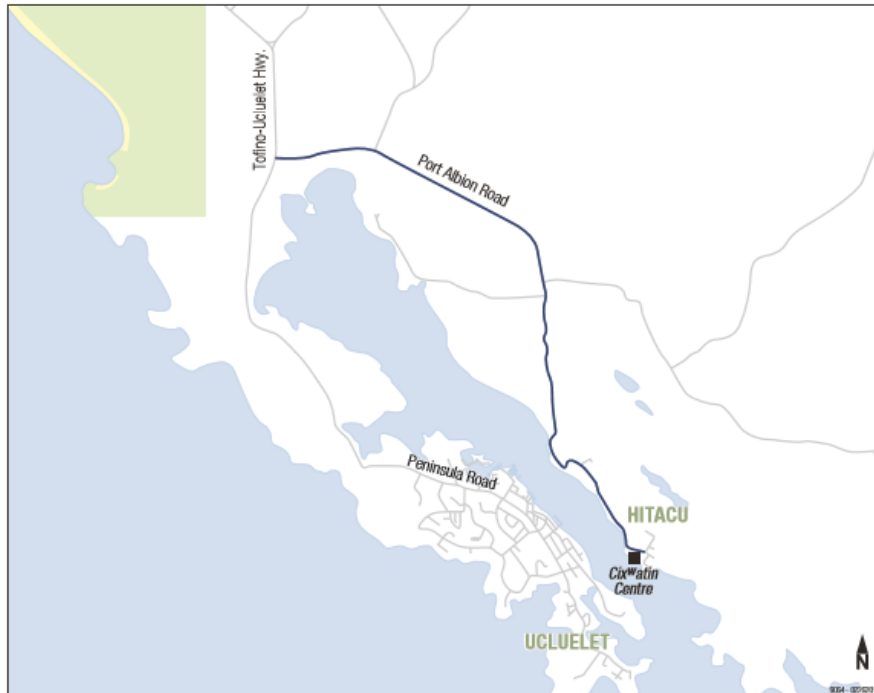 Tofino-Ucluelet Hwy.
Port Albion Road
Peninsula Road
HITACU
Cixʷatin
Centre
UCLUELET
N